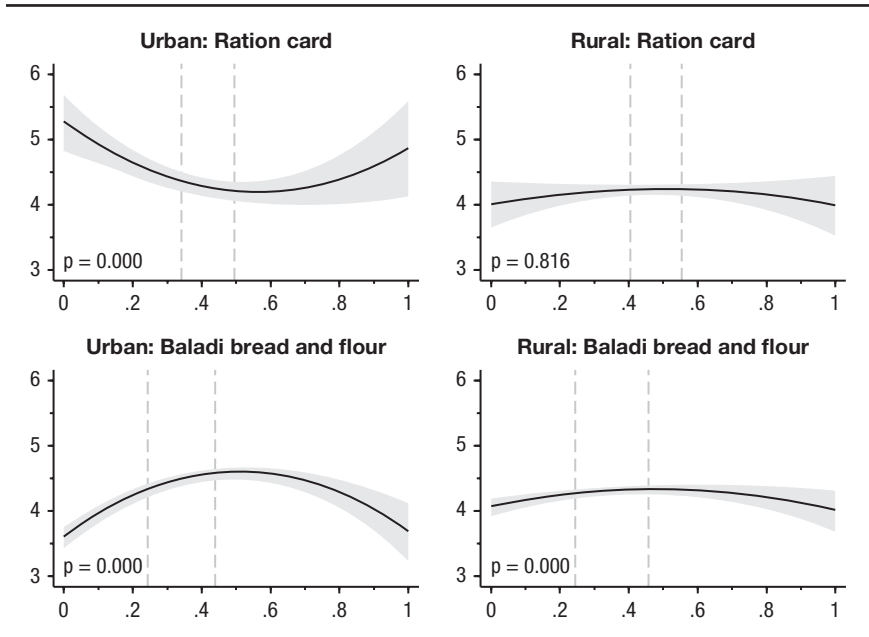 Urban: Ration card
6
5
4
3
p = 0.000
0 .2 .4 .6 .8 1
Rural: Ration card
6
5
4
3
p = 0.816
0 .2 .4 .6 .8 1
Urban: Baladi bread and flour
6
5
4
3
p = 0.000
0 .2 .4 .6 .8 1
Rural: Baladi bread and flour
6
5
4
3
p = 0.000
0 .2 .4 .6 .8 1